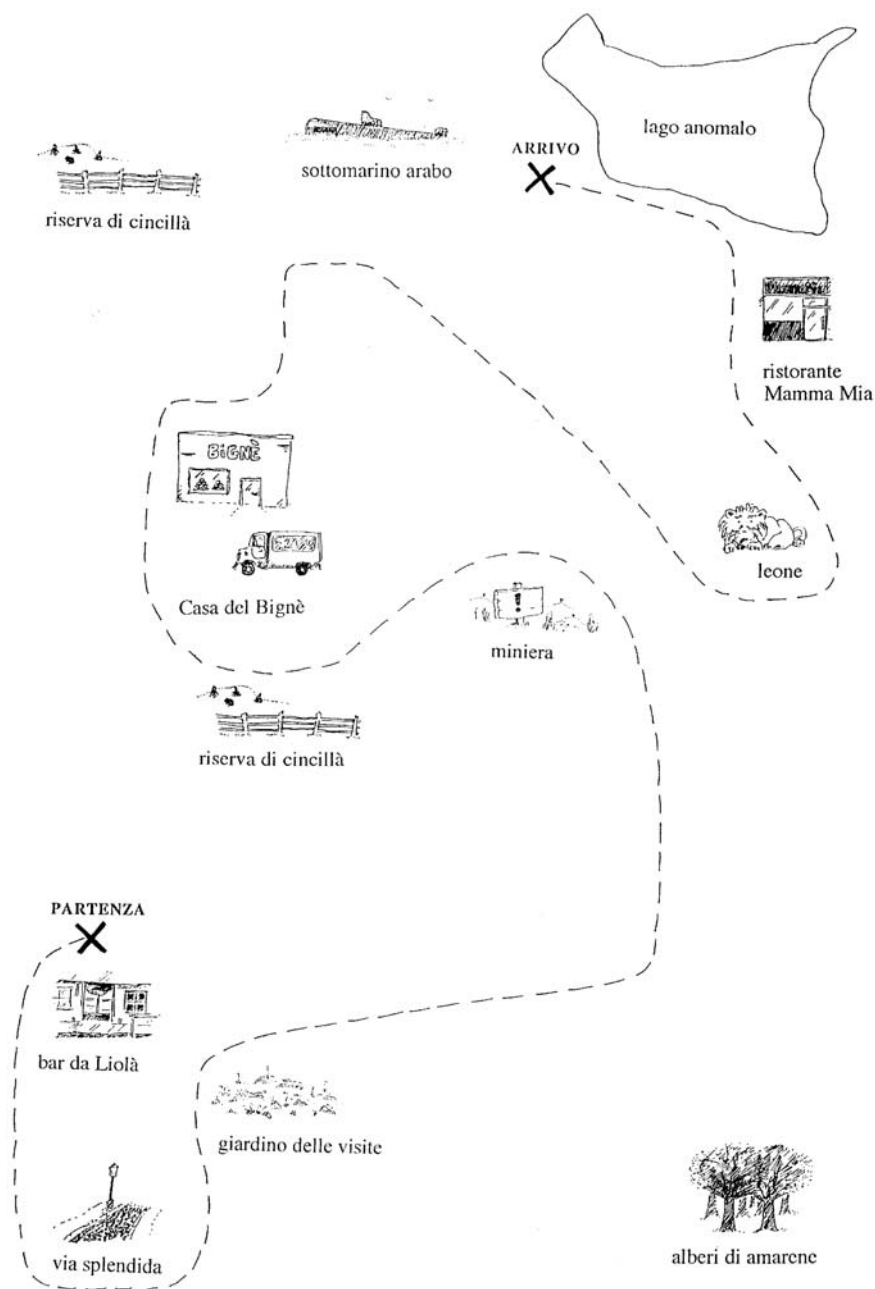 lago anomalo
ARRIVO
sottomarino arabo
riserva di cincillà
ristorante
Mamma Mia
BIGNÈ
leone
Casa del Bignè
miniera
riserva di cincillà
PARTENZA
bar da Liolà
giardino delle visite
via splendida
alberi di amarene